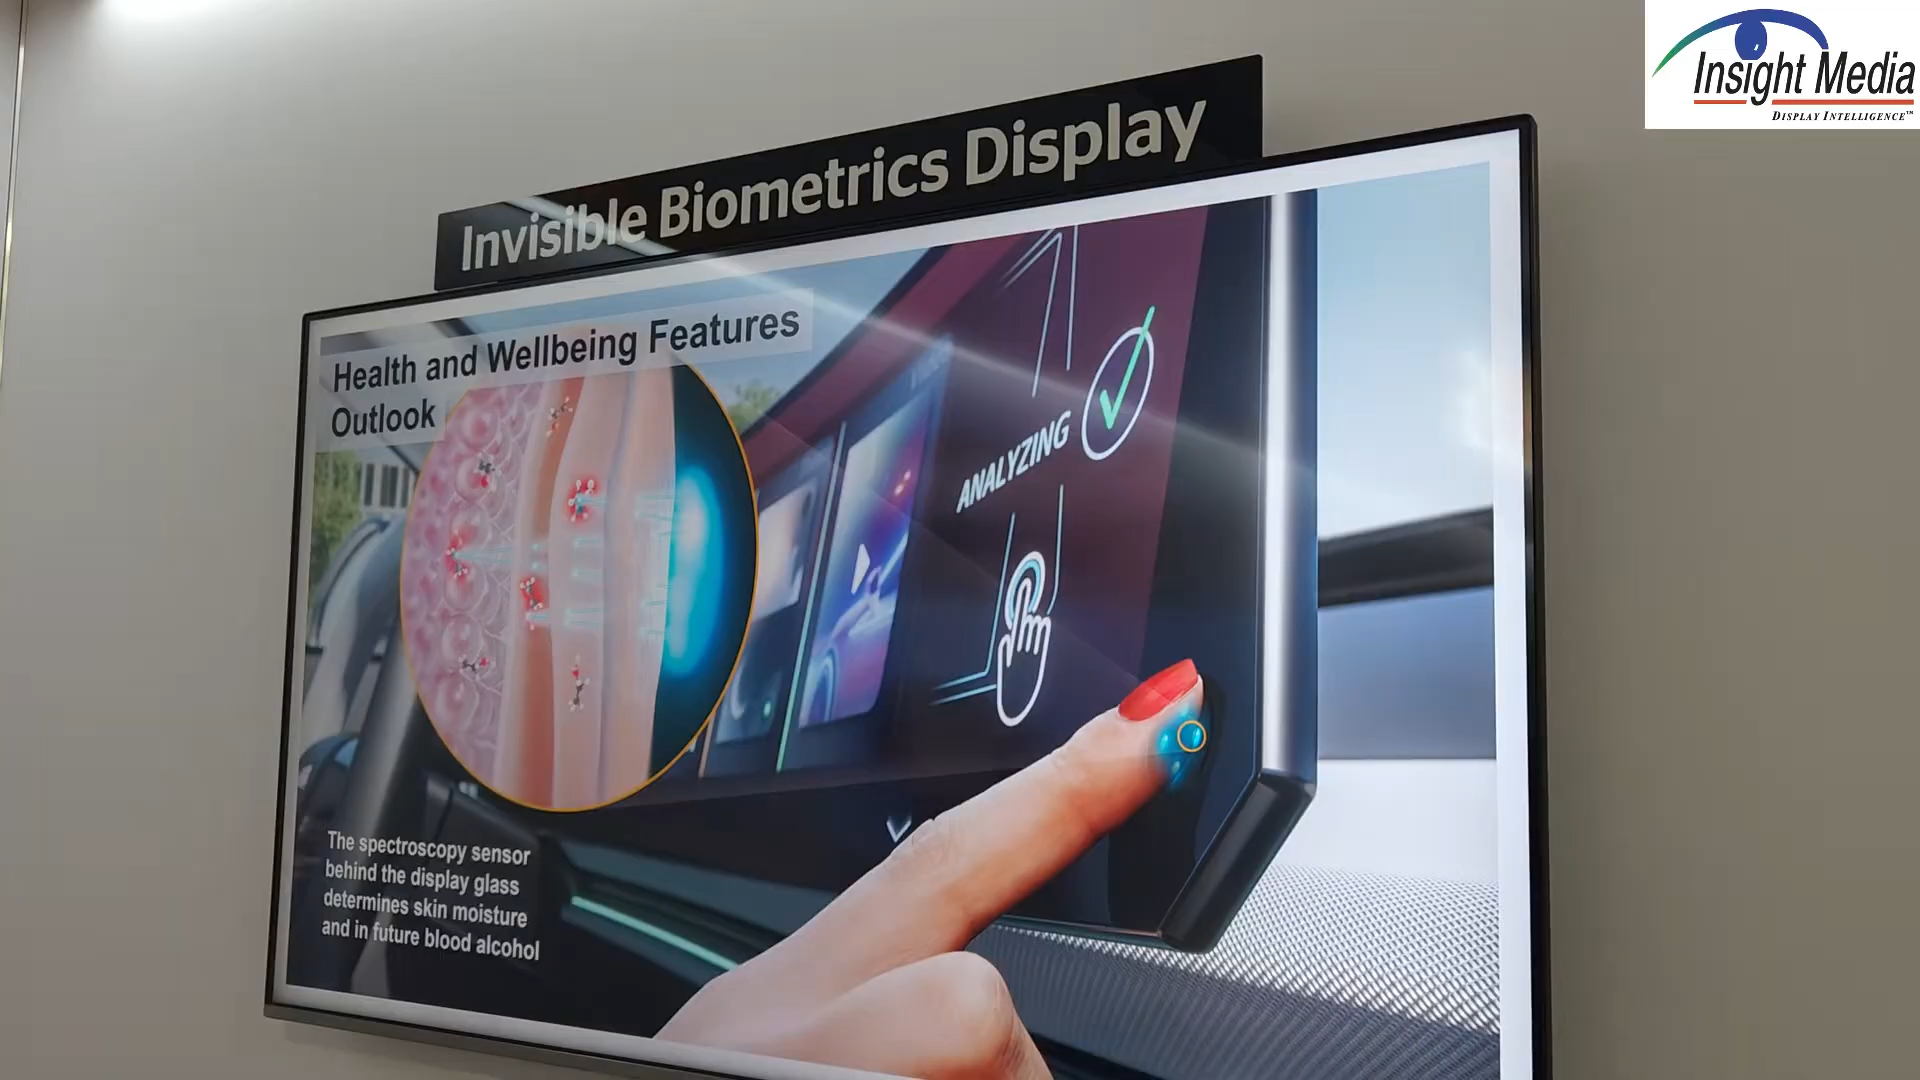 Insight Media
DISPLAY INTELLIGENCE™
Invisible Biometrics Display
Health and Wellbeing Features
Outlook
ANALYZING
The spectroscopy sensor
behind the display glass
determines skin moisture
and in future blood alcohol